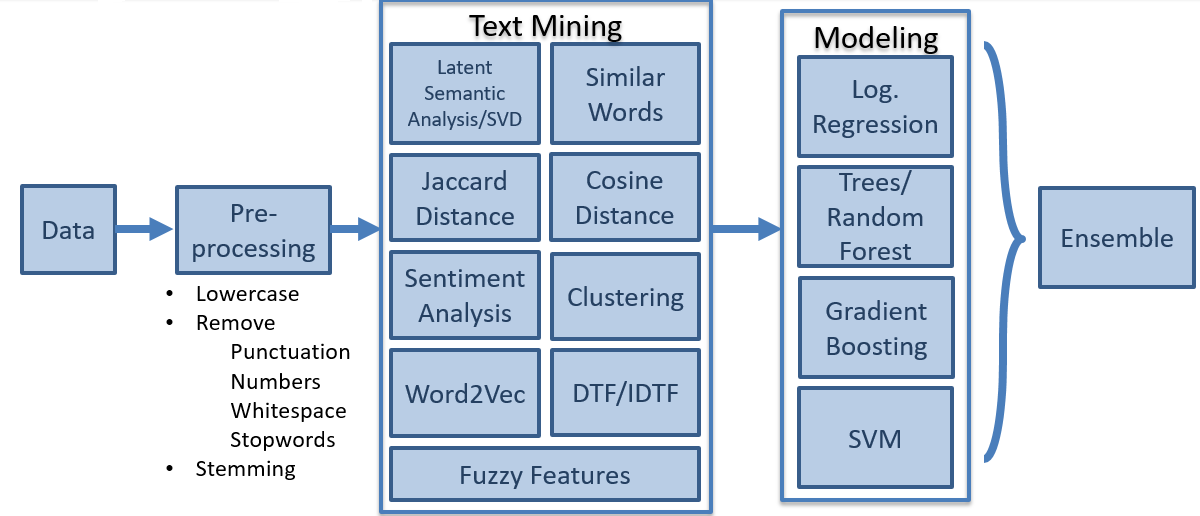 Data
Pre-
processing
• Lowercase
• Remove
Punctuation
Numbers
Whitespace
Stopwords
• Stemming
Text Mining
Latent
Semantic
Analysis/SVD
Similar
Words
Jaccard
Distance
Cosine
Distance
Sentiment
Analysis
Clustering
Word2Vec
DTF/IDTF
Fuzzy Features
Modeling
Log.
Regression
Trees/
Random
Forest
Gradient
Boosting
SVM
Ensemble